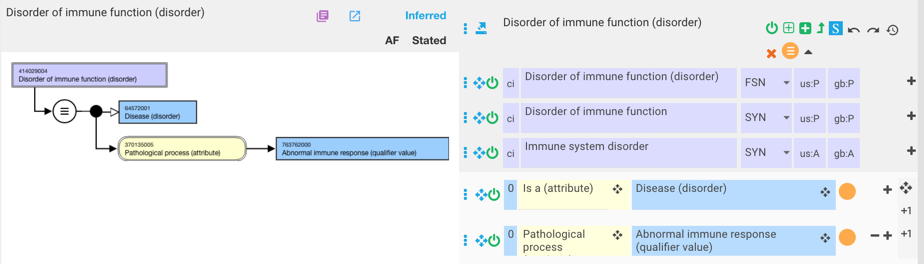 Disorder of immune function (disorder)
Inferred
AF Stated
414029004
Disorder of immune function (disorder)
64572001
Disease (disorder)
370135005
Pathological process (attribute)
763762000
Abnormal immune response (qualifier value)
Disorder of immune function (disorder)
S
ci Disorder of immune function (disorder) FSN us:P gb:P
ci Disorder of immune function SYN us:P gb:P
ci Immune system disorder SYN us:A gb:A
0 Is a (attribute) Disease (disorder)
+1
0 Pathological Abnormal immune response +1
process (qualifier value)